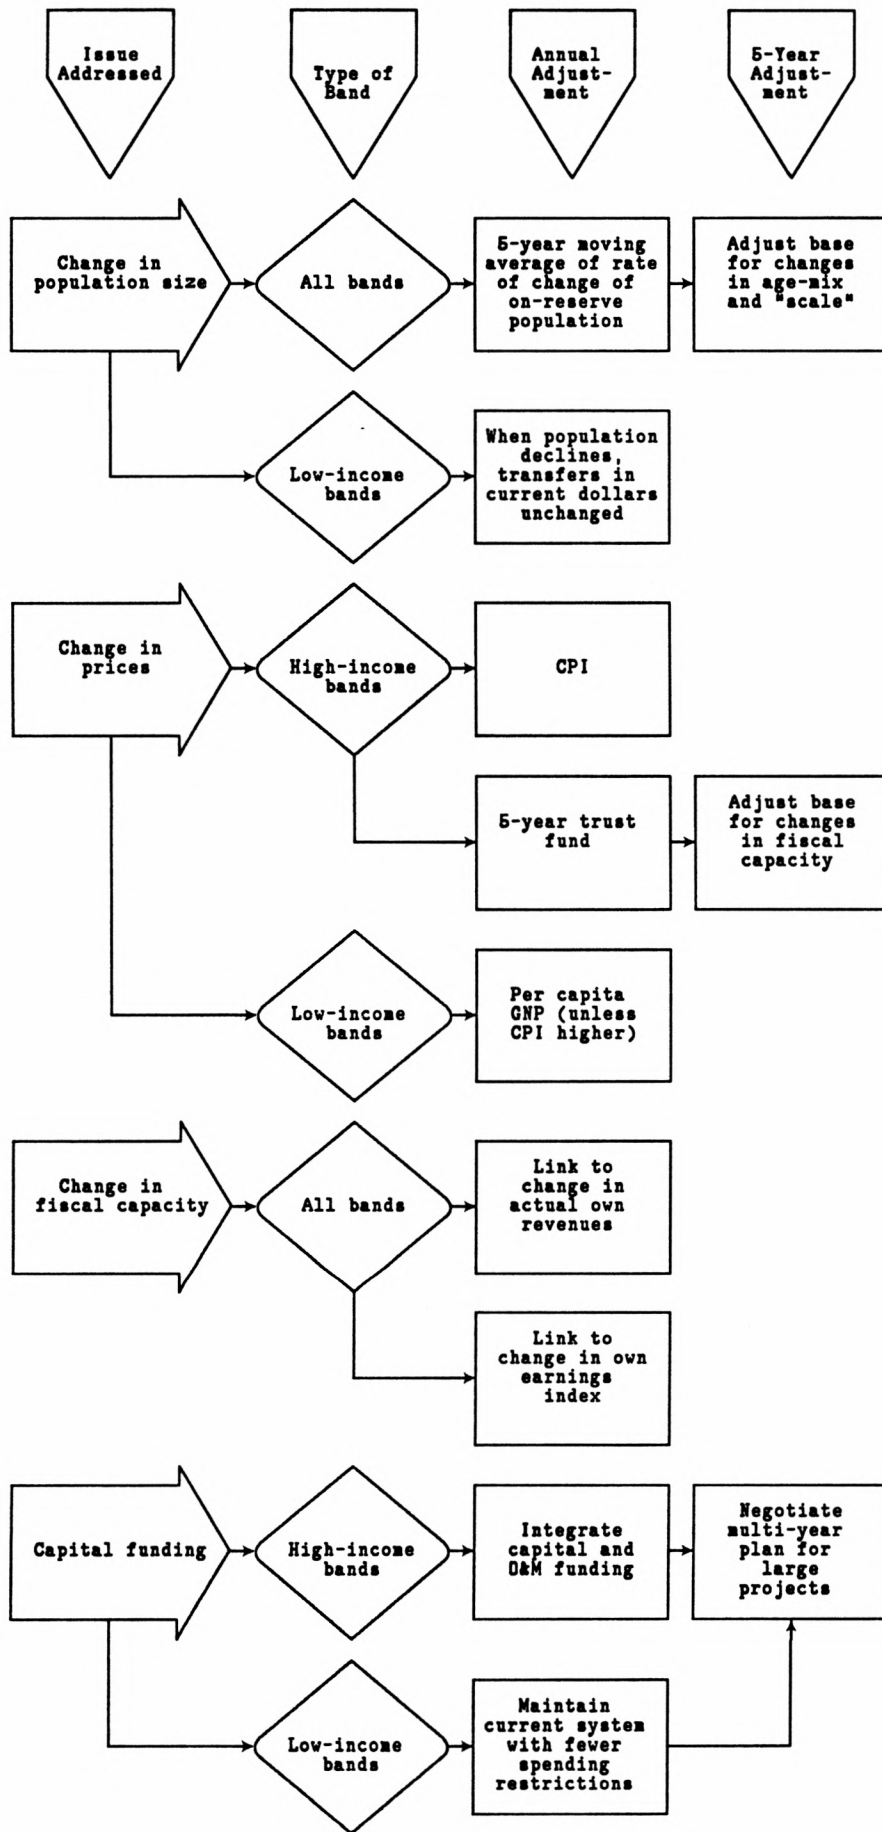 Issue
Addressed
Type of
Band
Annual
Adjust-
ment
5-Year
Adjust-
ment
Change in
population size
All bands
5-year moving
average of rate
of change of
on-reserve
population
Adjust base
for changes
in age-mix
and "scale"
Low-income
bands
When population
declines,
transfers in
current dollars
unchanged
Change in
prices
High-income
bands
CPI
5-year trust
fund
Adjust base
for changes
in fiscal
capacity
Low-income
bands
Per capita
GNP (unless
CPI higher)
Change in
fiscal capacity
All bands
Link to
change in
actual own
revenues
Link to
change in own
earnings
index
Capital funding
High-income
bands
Integrate
capital and
O&M funding
Negotiate
multi-year
plan for
large
projects
Low-income
bands
Maintain
current system
with fewer
spending
restrictions